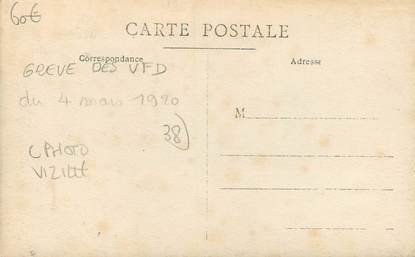 60€
CARTE POSTALE
Correspondance
Adresse
GREVE DES VFD
du 4 mars 1920
M
38)
CPHOTO
VIZILLE